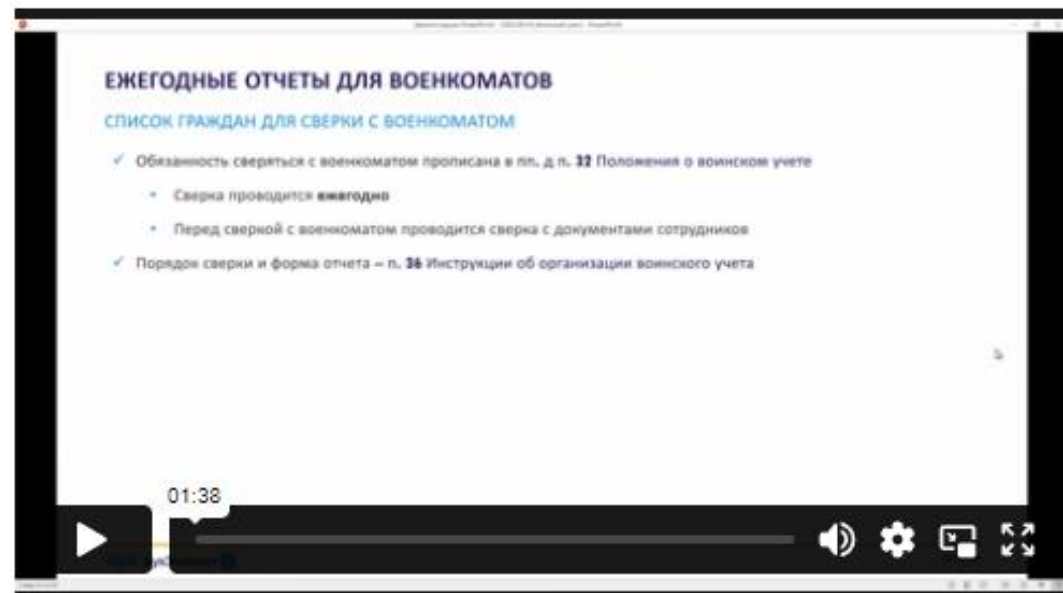 ЕЖЕГОДНЫЕ ОТЧЕТЫ ДЛЯ ВОЕНКОМАТОВ
СПИСОК ГРАЖДАН ДЛЯ СВЕРКИ С ВОЕНКОМАТОМ
✓ Обязанность сверяться с военкоматом прописана в пп. д п. 32 Положения о воинском учете
• Сверка проводится ежегодно
• Перед сверкой с военкоматом проводится сверка с документами сотрудников
✓ Порядок сверки и форма отчета – п. 36 Инструкции об организации воинского учета
01:38